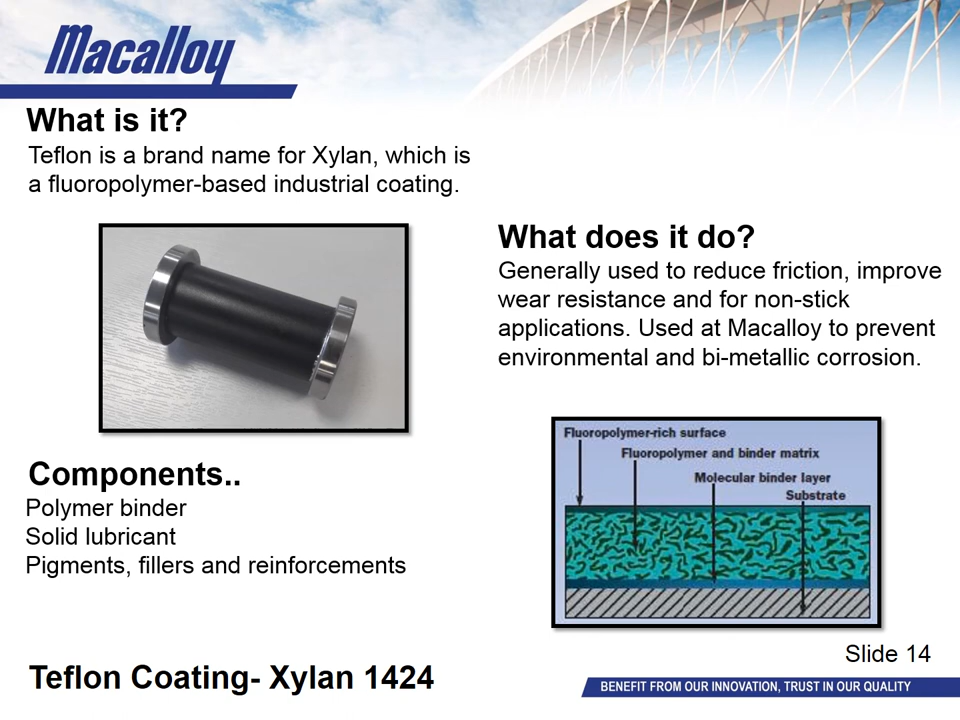 Macalloy
What is it?
Teflon is a brand name for Xylan, which is
a fluoropolymer-based industrial coating.
What does it do?
Generally used to reduce friction, improve
wear resistance and for non-stick
applications. Used at Macalloy to prevent
environmental and bi-metallic corrosion.
Fluoropolymer-rich surface
Fluoropolymer and binder matrix
Molecular binder layer
Substrate
Components..
Polymer binder
Solid lubricant
Pigments, fillers and reinforcements
Slide 14
Teflon Coating- Xylan 1424
BENEFIT FROM OUR INNOVATION, TRUST IN OUR QUALITY